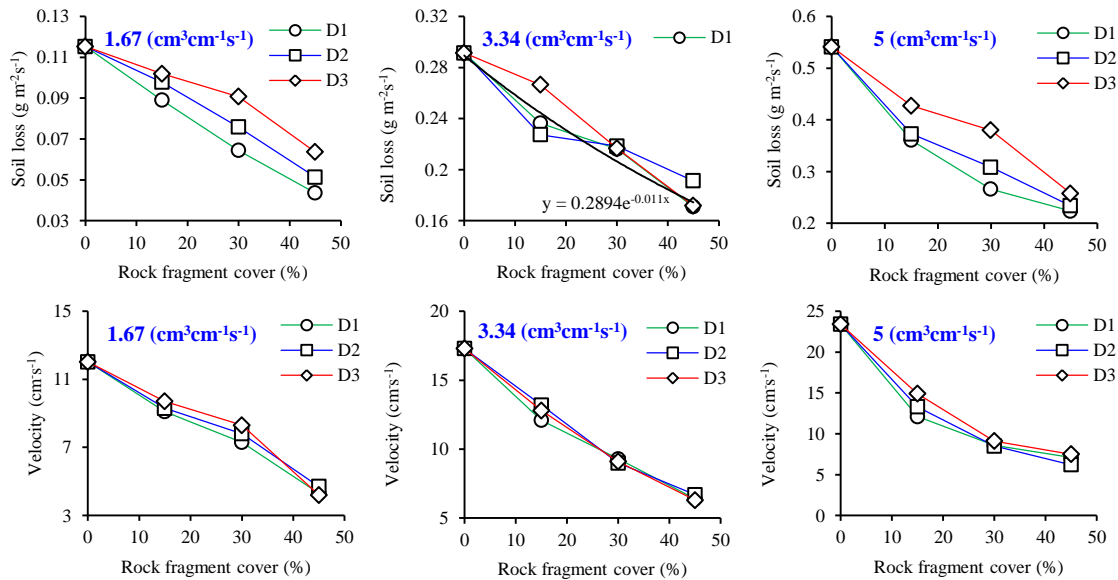 0.13
0.11
0.09
0.07
0.05
0.03
Soil loss (g m⁻²s⁻¹)
1.67 (cm³cm⁻¹s⁻¹)
D1
D2
D3
0 10 20 30 40 50
Rock fragment cover (%)
0.32
0.28
0.24
0.20
0.16
Soil loss (g m⁻²s⁻¹)
3.34 (cm³cm⁻¹s⁻¹)
D1
y = 0.2894e⁻⁰·⁰¹¹ˣ
0 10 20 30 40 50
Rock fragment cover (%)
0.6
0.5
0.4
0.3
0.2
Soil loss (g m⁻²s⁻¹)
5 (cm³cm⁻¹s⁻¹)
D1
D2
D3
0 10 20 30 40 50
Rock fragment cover (%)
15
11
7
3
Velocity (cm·s⁻¹)
1.67 (cm³cm⁻¹s⁻¹)
D1
D2
D3
0 10 20 30 40 50
Rock fragment cover (%)
20
15
10
5
Velocity (cm·s⁻¹)
3.34 (cm³cm⁻¹s⁻¹)
D1
D2
D3
0 10 20 30 40 50
Rock fragment cover (%)
25
20
15
10
5
0
Velocity (cm·s⁻¹)
5 (cm³cm⁻¹s⁻¹)
D1
D2
D3
0 10 20 30 40 50
Rock fragment cover (%)